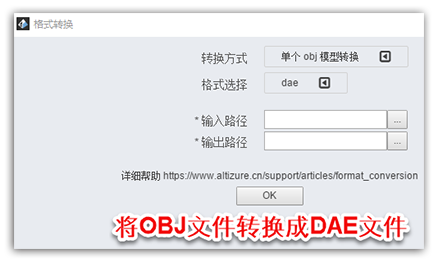 格式转换
转换方式 单个 obj 模型转换
格式选择 dae
*输入路径 ...
*输出路径 ...
详细帮助 https://www.altizure.cn/support/articles/format_conversion
OK
将OBJ文件转换成DAE文件